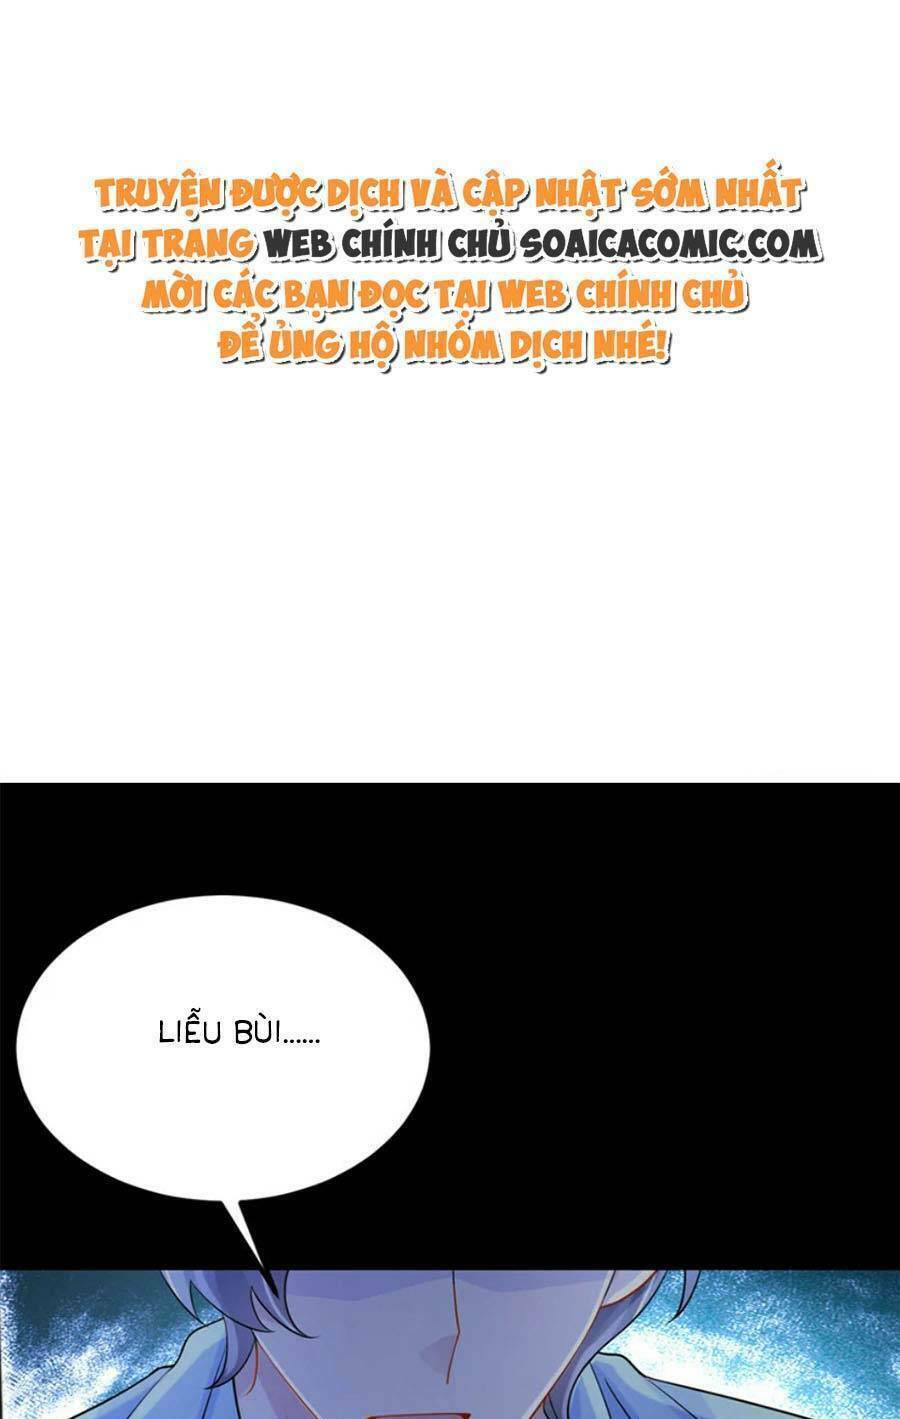 TRUYỆN ĐƯỢC DỊCH VÀ CẬP NHẬT SỚM NHẤT
TẠI TRANG WEB CHÍNH CHỦ SOAICACOMIC.COM
MỜI CÁC BẠN ĐỌC TẠI WEB CHÍNH CHỦ
ĐỂ ỦNG HỘ NHÓM DỊCH NHÉ!
LIỄU BÙI......